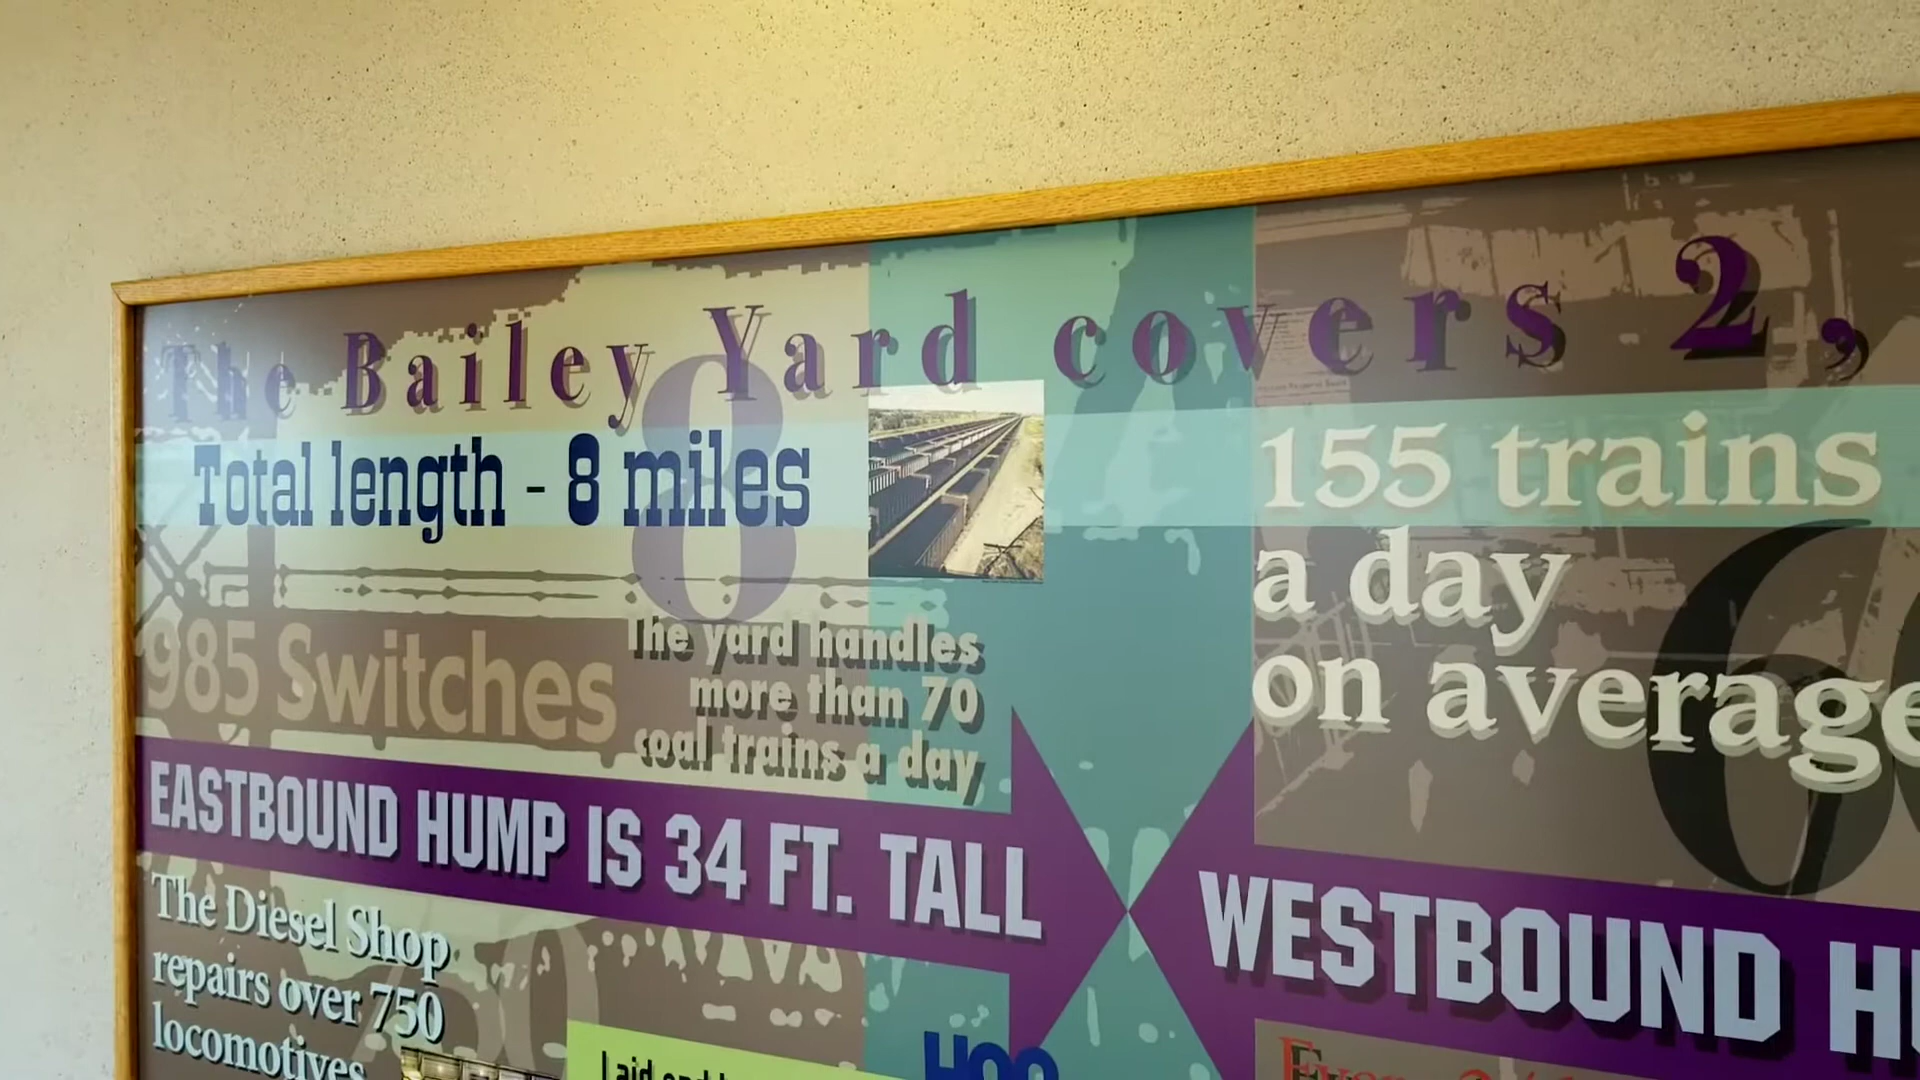 The Bailey Yard covers 2,
Total length - 8 miles
8
155 trains
a day
on average
985 Switches
The yard handles
more than 70
coal trains a day
EASTBOUND HUMP IS 34 FT. TALL
WESTBOUND
The Diesel Shop
repairs over 750
locomotives